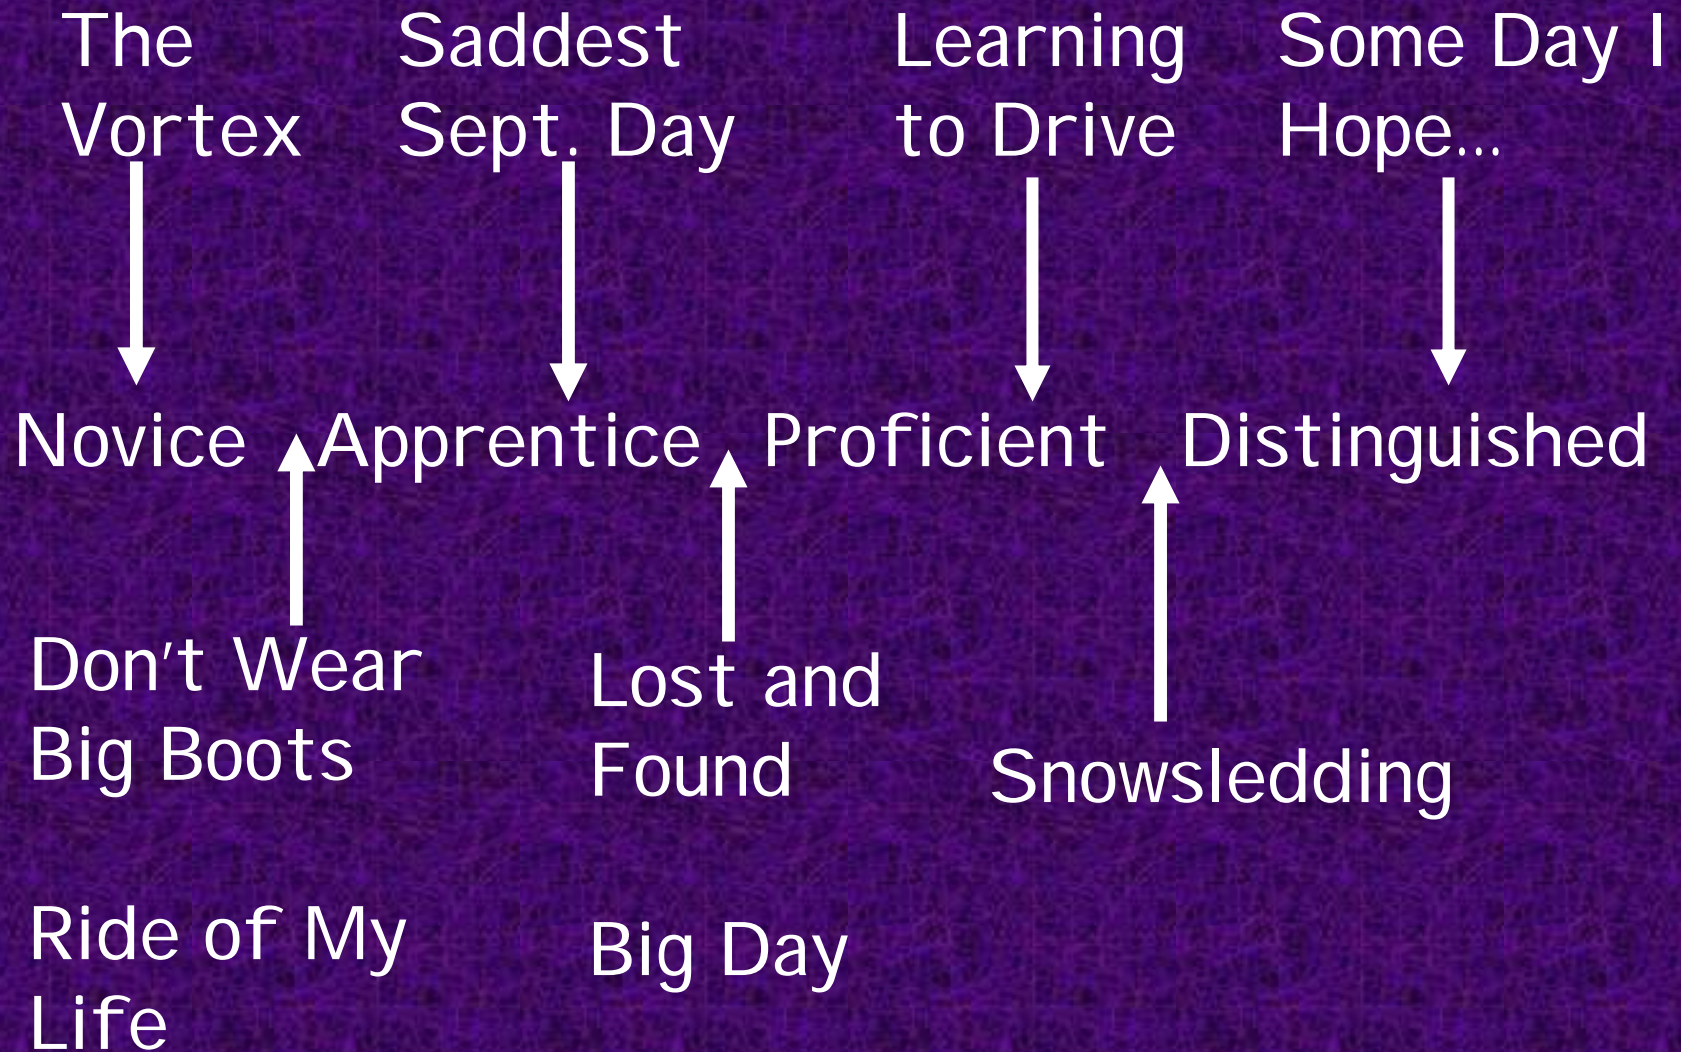 The
Vortex
Saddest
Sept. Day
Learning
to Drive
Some Day I
Hope...
Novice
Apprentice
Proficient
Distinguished
Don't Wear
Big Boots
Lost and
Found
Snowsledding
Ride of My
Life
Big Day